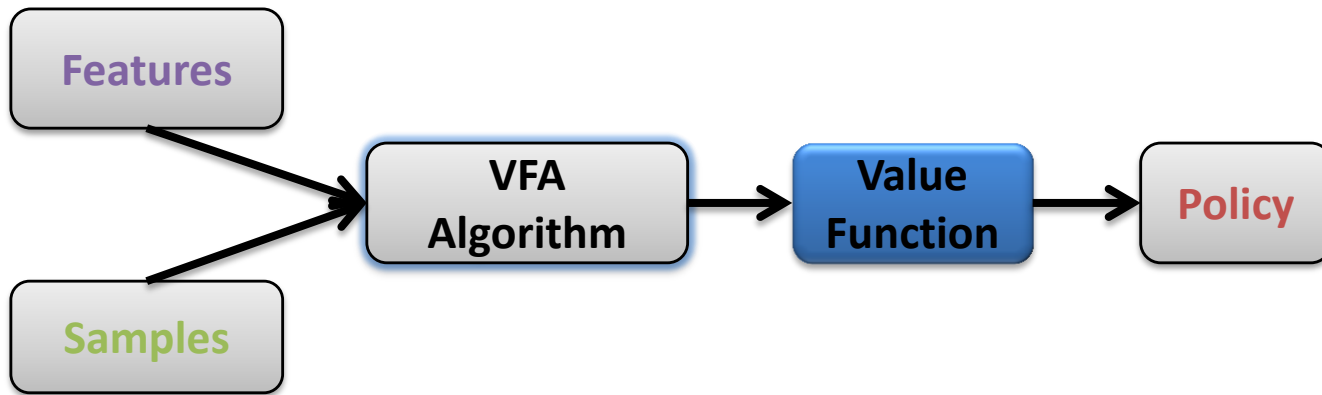 Features
Samples
VFA
Algorithm
Value
Function
Policy